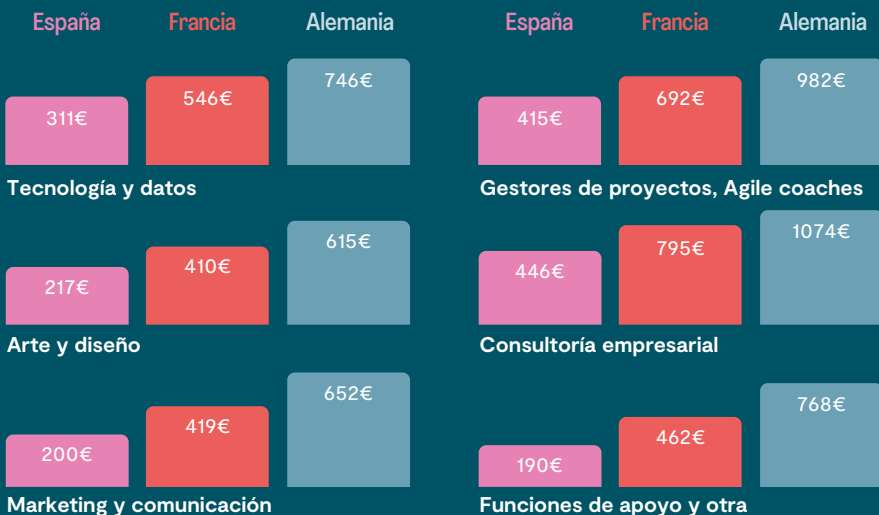 España Francia Alemania
311€ 546€ 746€
Tecnología y datos
217€ 410€ 615€
Arte y diseño
200€ 419€ 652€
Marketing y comunicación
España Francia Alemania
415€ 692€ 982€
Gestores de proyectos, Agile coaches
446€ 795€ 1074€
Consultoría empresarial
190€ 462€ 768€
Funciones de apoyo y otra